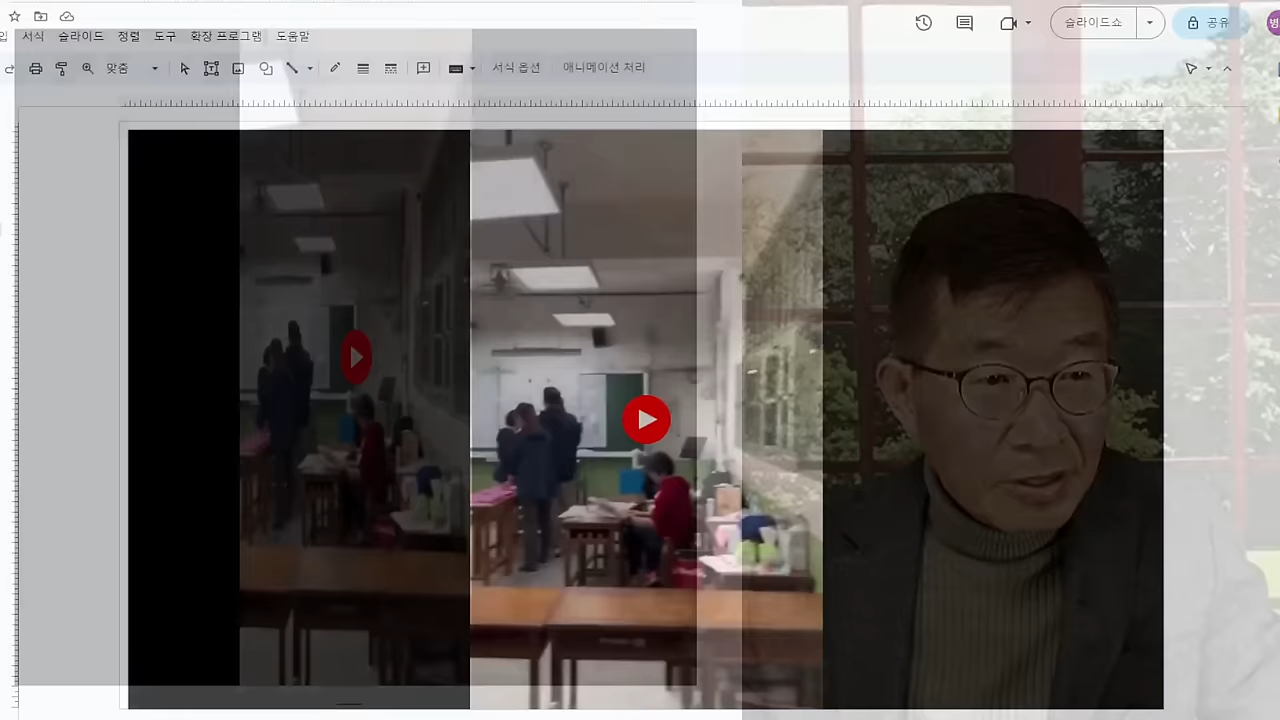 슬라이드쇼
공유
서식 슬라이드 정렬 도구 확장 프로그램 도움말
맞춤
서식 옵션
애니메이션 처리